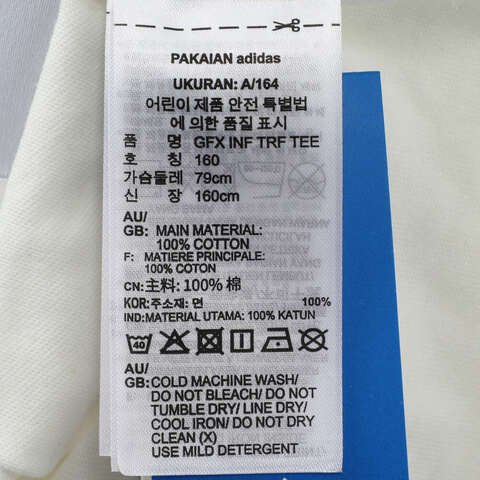 PAKAIAN adidas
UKURAN: A/164
어린이 제품 안전 특별법
에 의한 품질 표시
품 명 GFX INF TRF TEE
호 칭 160
가슴둘레 79cm
신 장 160cm
AU/
GB: MAIN MATERIAL:
100% COTTON
F: MATIERE PRINCIPALE:
100% COTON
CN: 主料: 100% 棉
KOR: 주소재: 면 100%
IND: MATERIAL UTAMA: 100% KATUN
40
AU/
GB: COLD MACHINE WASH/
DO NOT BLEACH/ DO NOT
TUMBLE DRY/ LINE DRY/
COOL IRON/ DO NOT DRY
CLEAN (X)
USE MILD DETERGENT